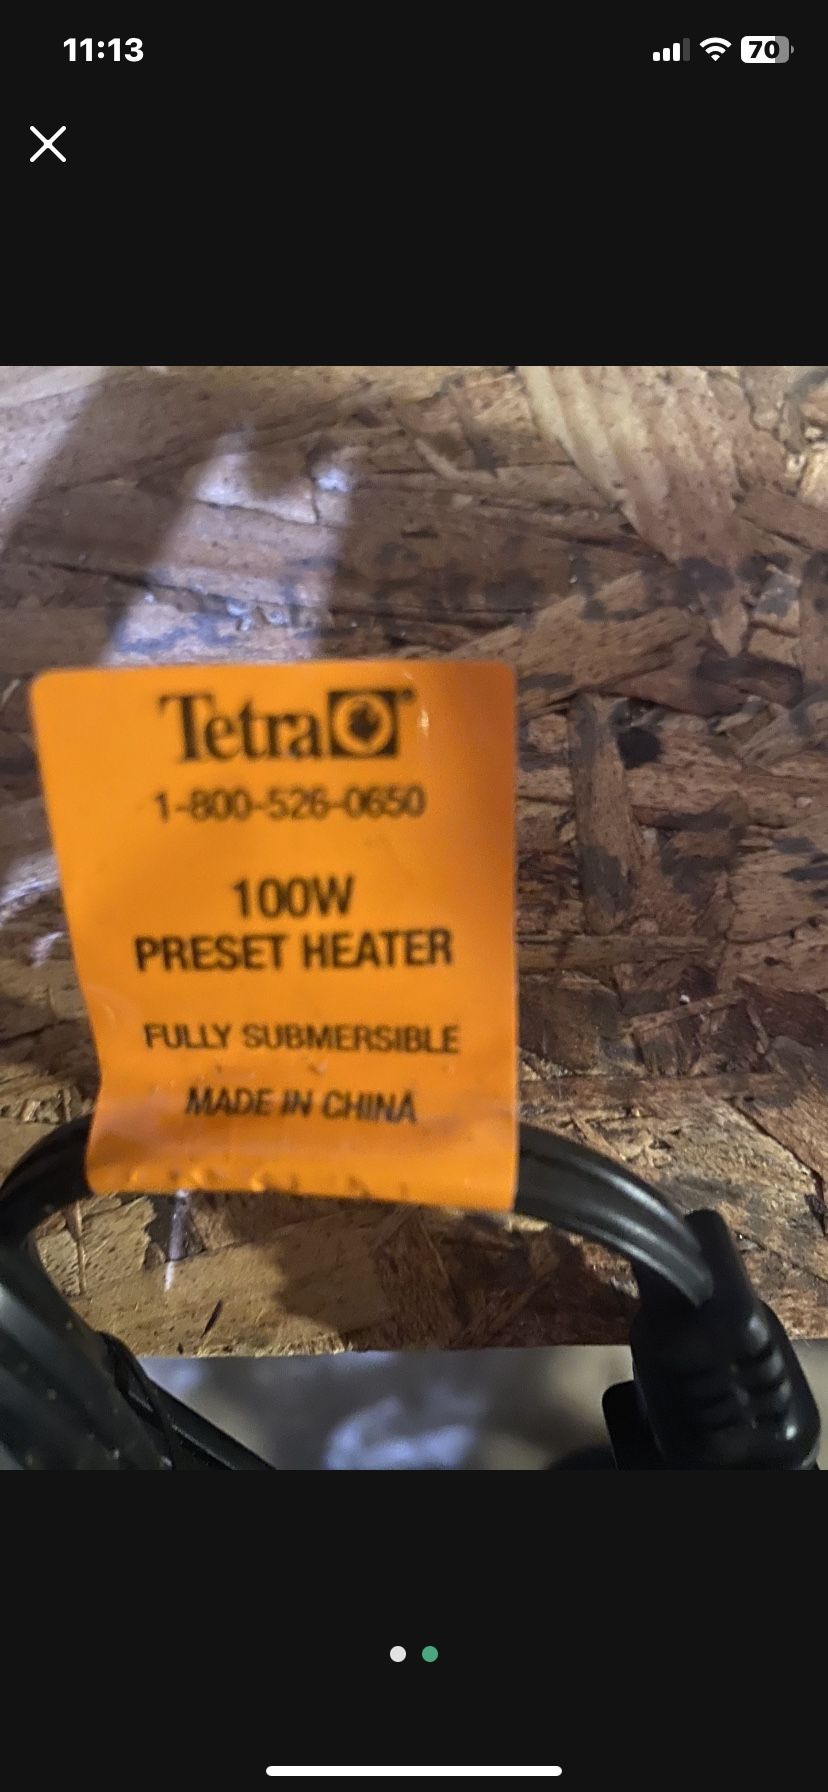 11:13
70
Tetra
1-800-526-0650
100W
PRESET HEATER
FULLY SUBMERSIBLE
MADE IN CHINA